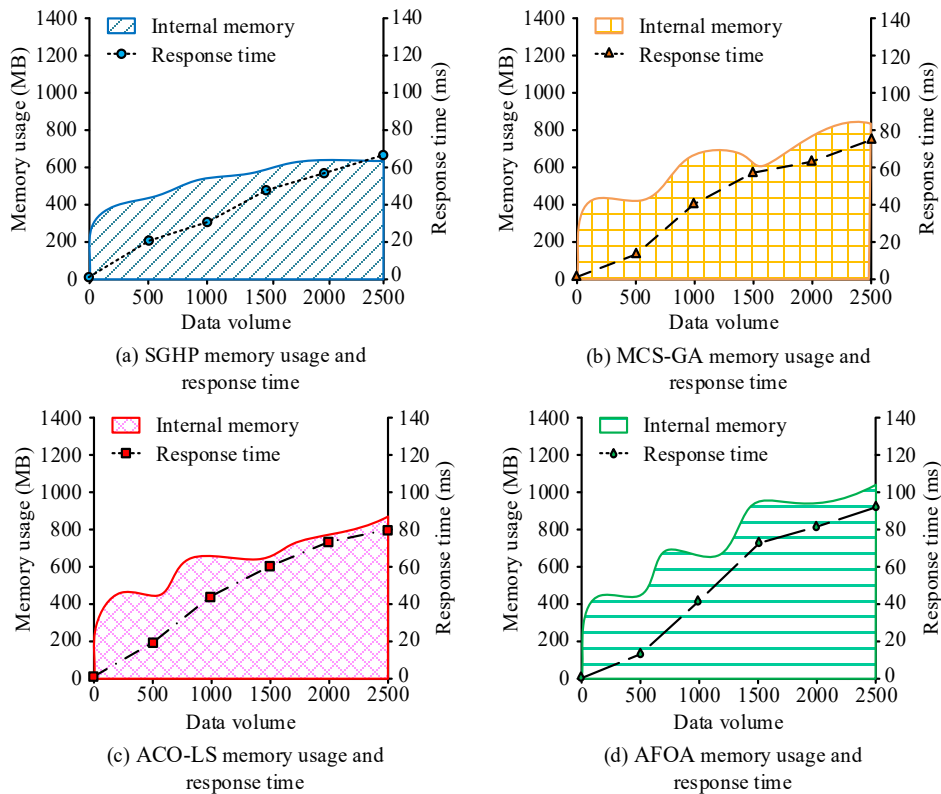 1400
1200
1000
800
600
400
200
0
Memory usage (MB)
Internal memory
Response time
140
120
100
80
60
40
20
0
Response time (ms)
0 500 1000 1500 2000 2500
Data volume
(a) SGHP memory usage and
response time
1400
1200
1000
800
600
400
200
0
Memory usage (MB)
Internal memory
Response time
140
120
100
80
60
40
20
0
Response time (ms)
0 500 1000 1500 2000 2500
Data volume
(b) MCS-GA memory usage and
response time
1400
1200
1000
800
600
400
200
0
Memory usage (MB)
Internal memory
Response time
140
120
100
80
60
40
20
0
Response time (ms)
0 500 1000 1500 2000 2500
Data volume
(c) ACO-LS memory usage and
response time
1400
1200
1000
800
600
400
200
0
Memory usage (MB)
Internal memory
Response time
140
120
100
80
60
40
20
0
Response time (ms)
0 500 1000 1500 2000 2500
Data volume
(d) AFOA memory usage and
response time